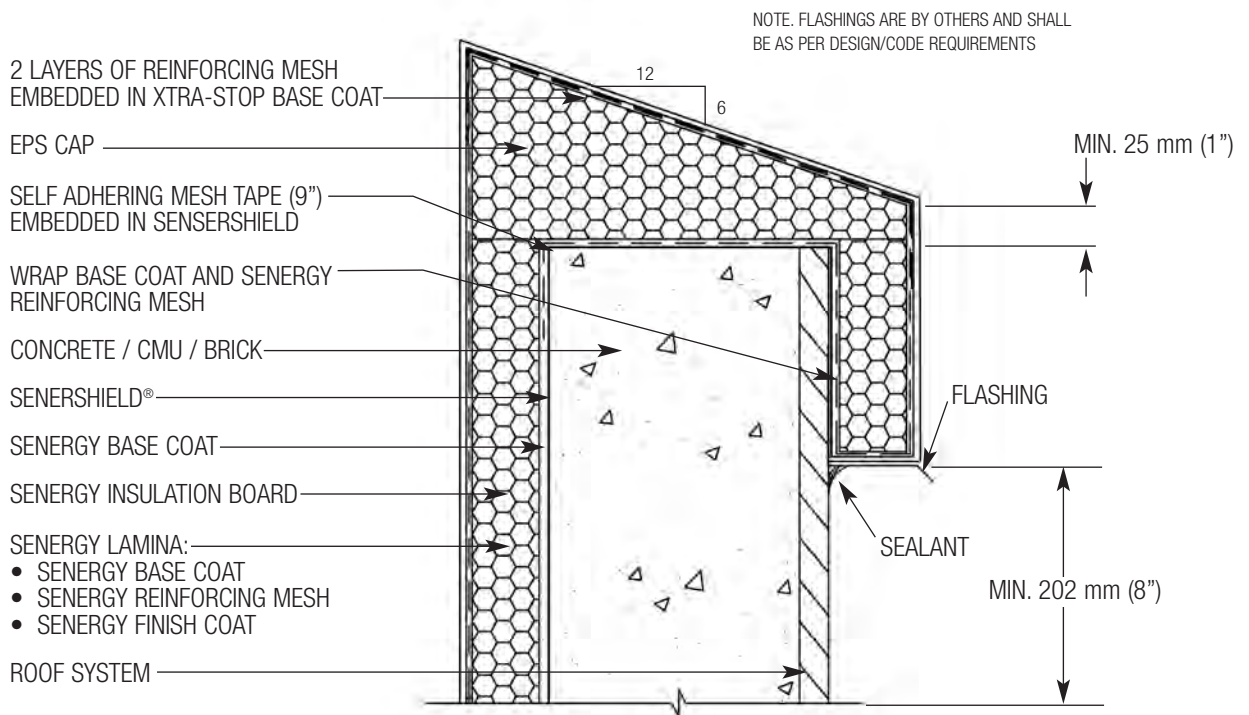 NOTE. FLASHINGS ARE BY OTHERS AND SHALL
BE AS PER DESIGN/CODE REQUIREMENTS
2 LAYERS OF REINFORCING MESH
EMBEDDED IN XTRA-STOP BASE COAT
12
6
EPS CAP
MIN. 25 mm (1”)
SELF ADHERING MESH TAPE (9”)
EMBEDDED IN SENSERSHIELD
WRAP BASE COAT AND SENERGY
REINFORCING MESH
CONCRETE / CMU / BRICK
SENERSHIELD®
FLASHING
SENERGY BASE COAT
SENERGY INSULATION BOARD
SEALANT
SENERGY LAMINA:
• SENERGY BASE COAT
• SENERGY REINFORCING MESH
• SENERGY FINISH COAT
MIN. 202 mm (8”)
ROOF SYSTEM